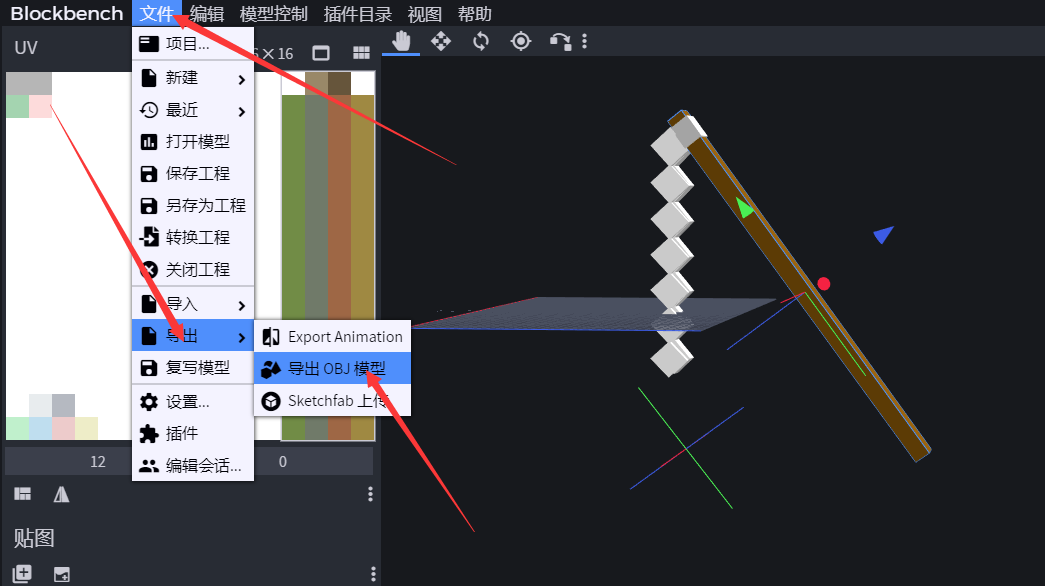 Blockbench 文件 编辑 模型控制 插件目录 视图 帮助
UV
项目...
6×16
新建
最近
打开模型
保存工程
另存为工程
转换工程
关闭工程
导入
导出
Export Animation
复写模型
导出 OBJ 模型
设置...
Sketchfab 上传
插件
编辑会话...
12
0
贴图